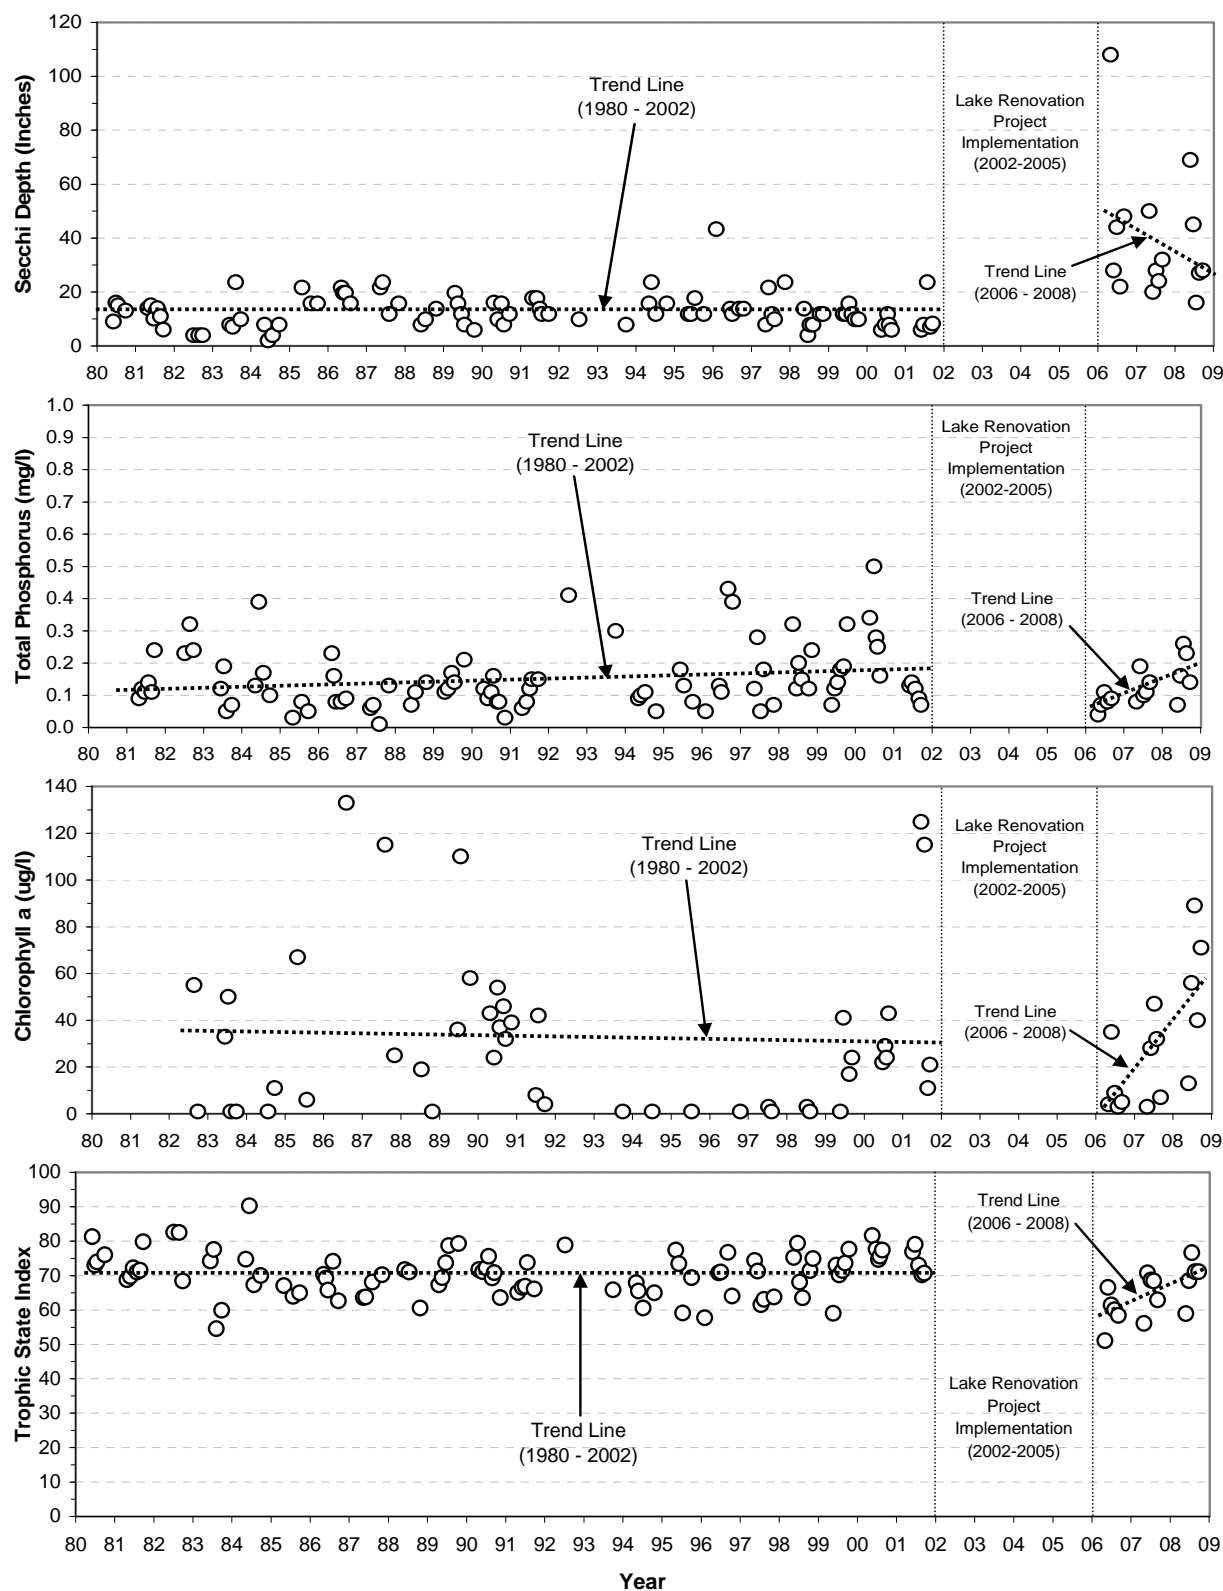 Secchi Depth (Inches)
120
100
80
60
40
20
0
Trend Line
(1980 - 2002)
Lake Renovation
Project
Implementation
(2002-2005)
Trend Line
(2006 - 2008)
80 81 82 83 84 85 86 87 88 89 90 91 92 93 94 95 96 97 98 99 00 01 02 03 04 05 06 07 08 09
Total Phosphorus (mg/l)
1.0
0.9
0.8
0.7
0.6
0.5
0.4
0.3
0.2
0.1
0.0
Trend Line
(1980 - 2002)
Lake Renovation
Project
Implementation
(2002-2005)
Trend Line
(2006 - 2008)
80 81 82 83 84 85 86 87 88 89 90 91 92 93 94 95 96 97 98 99 00 01 02 03 04 05 06 07 08 09
Chlorophyll a (ug/l)
140
120
100
80
60
40
20
0
Trend Line
(1980 - 2002)
Lake Renovation
Project
Implementation
(2002-2005)
Trend Line
(2006 - 2008)
80 81 82 83 84 85 86 87 88 89 90 91 92 93 94 95 96 97 98 99 00 01 02 03 04 05 06 07 08 09
Trophic State Index
100
90
80
70
60
50
40
30
20
10
0
Trend Line
(2006 - 2008)
Trend Line
(1980 - 2002)
Lake Renovation
Project
Implementation
(2002-2005)
80 81 82 83 84 85 86 87 88 89 90 91 92 93 94 95 96 97 98 99 00 01 02 03 04 05 06 07 08 09
Year